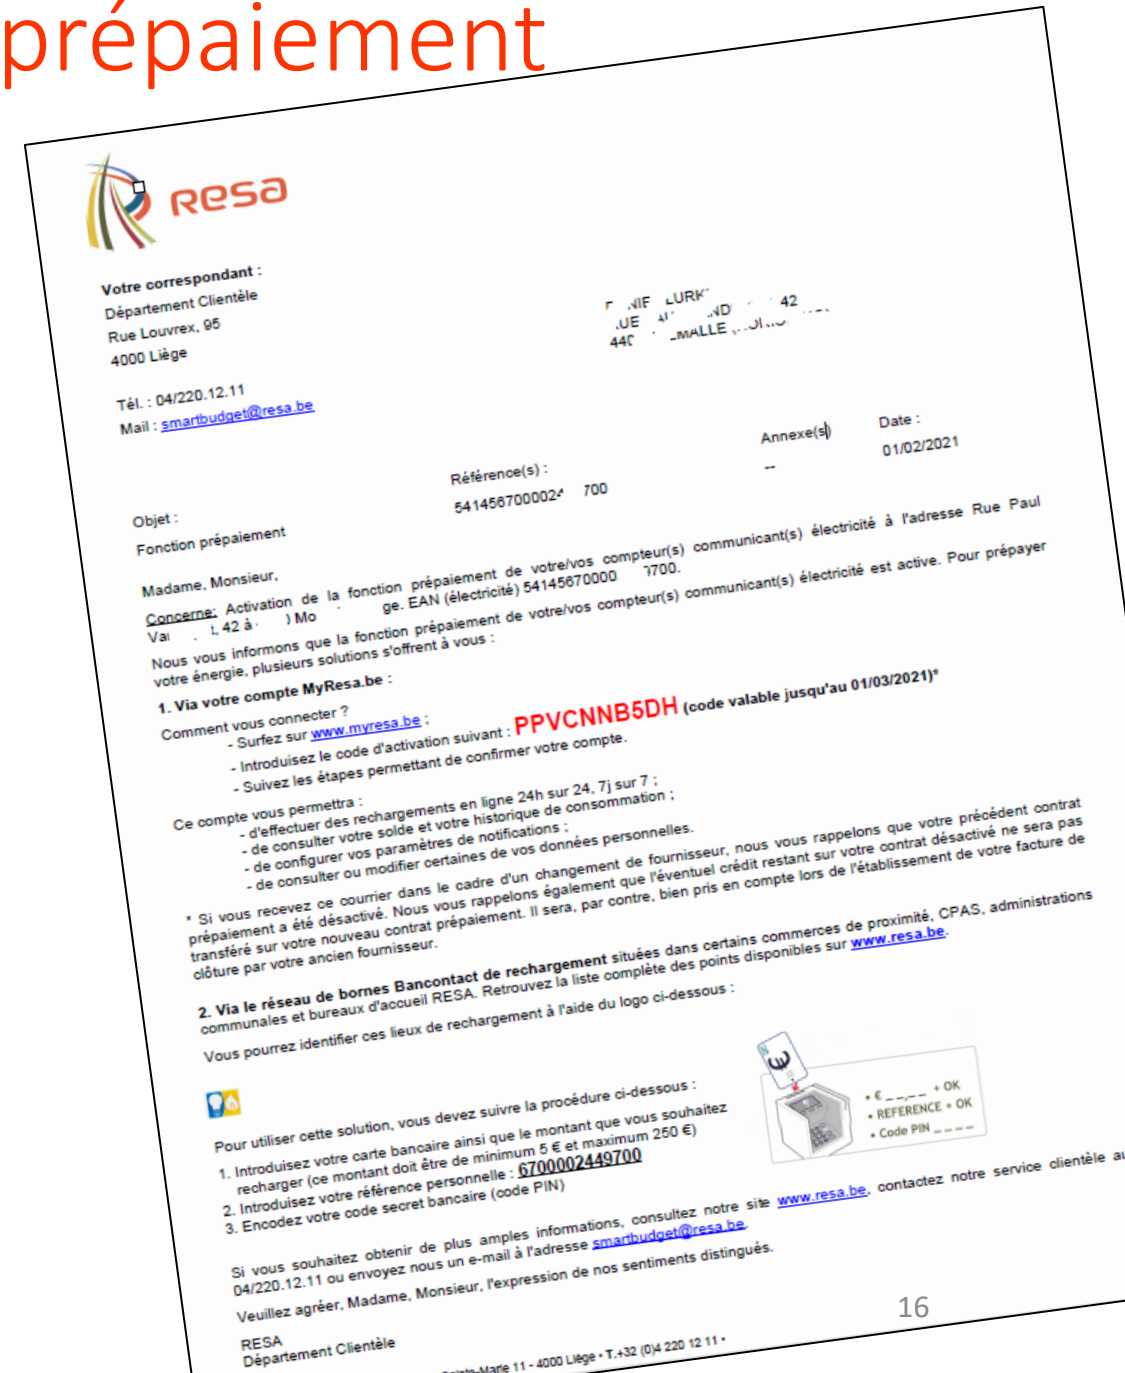 prépaiement
resa
Votre correspondant :
Département Clientèle
Rue Louvrex, 95
4000 Liège
42
Tél. : 04/220.12.11
Mail : smartbudget@resa.be
Référence(s) :
Annexe(s)
Date :
700
--
01/02/2021
Objet :
Fonction prépaiement
Madame, Monsieur,
Concerne: Activation de la fonction prépaiement de votre/vos compteur(s) communicant(s) électricité à l'adresse Rue Paul
42 à ge. EAN (électricité) 54145670000 9700.
Nous vous informons que la fonction prépaiement de votre/vos compteur(s) communicant(s) électricité est active. Pour prépayer
votre énergie, plusieurs solutions s'offrent à vous :
1. Via votre compte MyResa.be :
Comment vous connecter ?
- Surfez sur www.myresa.be ;
- Introduisez le code d'activation suivant : PPVCNNB5DH (code valable jusqu'au 01/03/2021)*
- Suivez les étapes permettant de confirmer votre compte.
Ce compte vous permettra :
- d'effectuer des rechargements en ligne 24h sur 24, 7j sur 7 ;
- de consulter votre solde et votre historique de consommation ;
- de configurer vos paramètres de notifications ;
- de consulter ou modifier certaines de vos données personnelles.
* Si vous recevez ce courrier dans le cadre d'un changement de fournisseur, nous vous rappelons que votre précédent contrat
prépaiement a été désactivé. Nous vous rappelons également que l'éventuel crédit restant sur votre contrat désactivé ne sera pas
transféré sur votre nouveau contrat prépaiement. Il sera, par contre, bien pris en compte lors de l'établissement de votre facture de
clôture par votre ancien fournisseur.
2. Via le réseau de bornes Bancontact de rechargement situées dans certains commerces de proximité, CPAS, administrations
communales et bureaux d'accueil RESA. Retrouvez la liste complète des points disponibles sur www.resa.be.
Vous pourrez identifier ces lieux de rechargement à l'aide du logo ci-dessous :
Pour utiliser cette solution, vous devez suivre la procédure ci-dessous :
1. Introduisez votre carte bancaire ainsi que le montant que vous souhaitez
recharger (ce montant doit être de minimum 5 € et maximum 250 €)
2. Introduisez votre référence personnelle : 6700002449700
3. Encodez votre code secret bancaire (code PIN)
€
• € _ _,_ _ + OK
• REFERENCE + OK
• Code PIN _ _ _ _
Si vous souhaitez obtenir de plus amples informations, consultez notre site www.resa.be, contactez notre service clientèle au
04/220.12.11 ou envoyez nous un e-mail à l'adresse smartbudget@resa.be.
Veuillez agréer, Madame, Monsieur, l'expression de nos sentiments distingués.
RESA
Département Clientèle
16
-Marie 11 - 4000 Liège • T.+32 (0)4 220 12 11 •